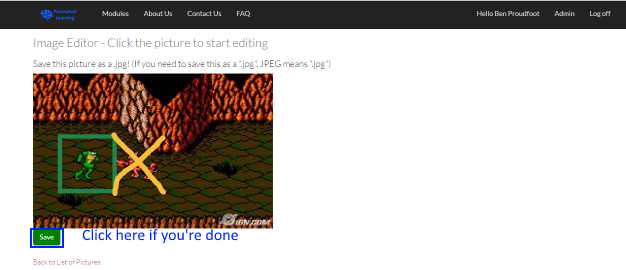 Perceptual Learning
Modules
About Us
Contact Us
FAQ
Hello Ben Proudfoot
Admin
Log off
Image Editor - Click the picture to start editing
Save this picture as a .jpg! (If you need to save this as a ".jpg", JPEG means ".jpg")
IGN.COM
Save
Click here if you're done
Back to List of Pictures